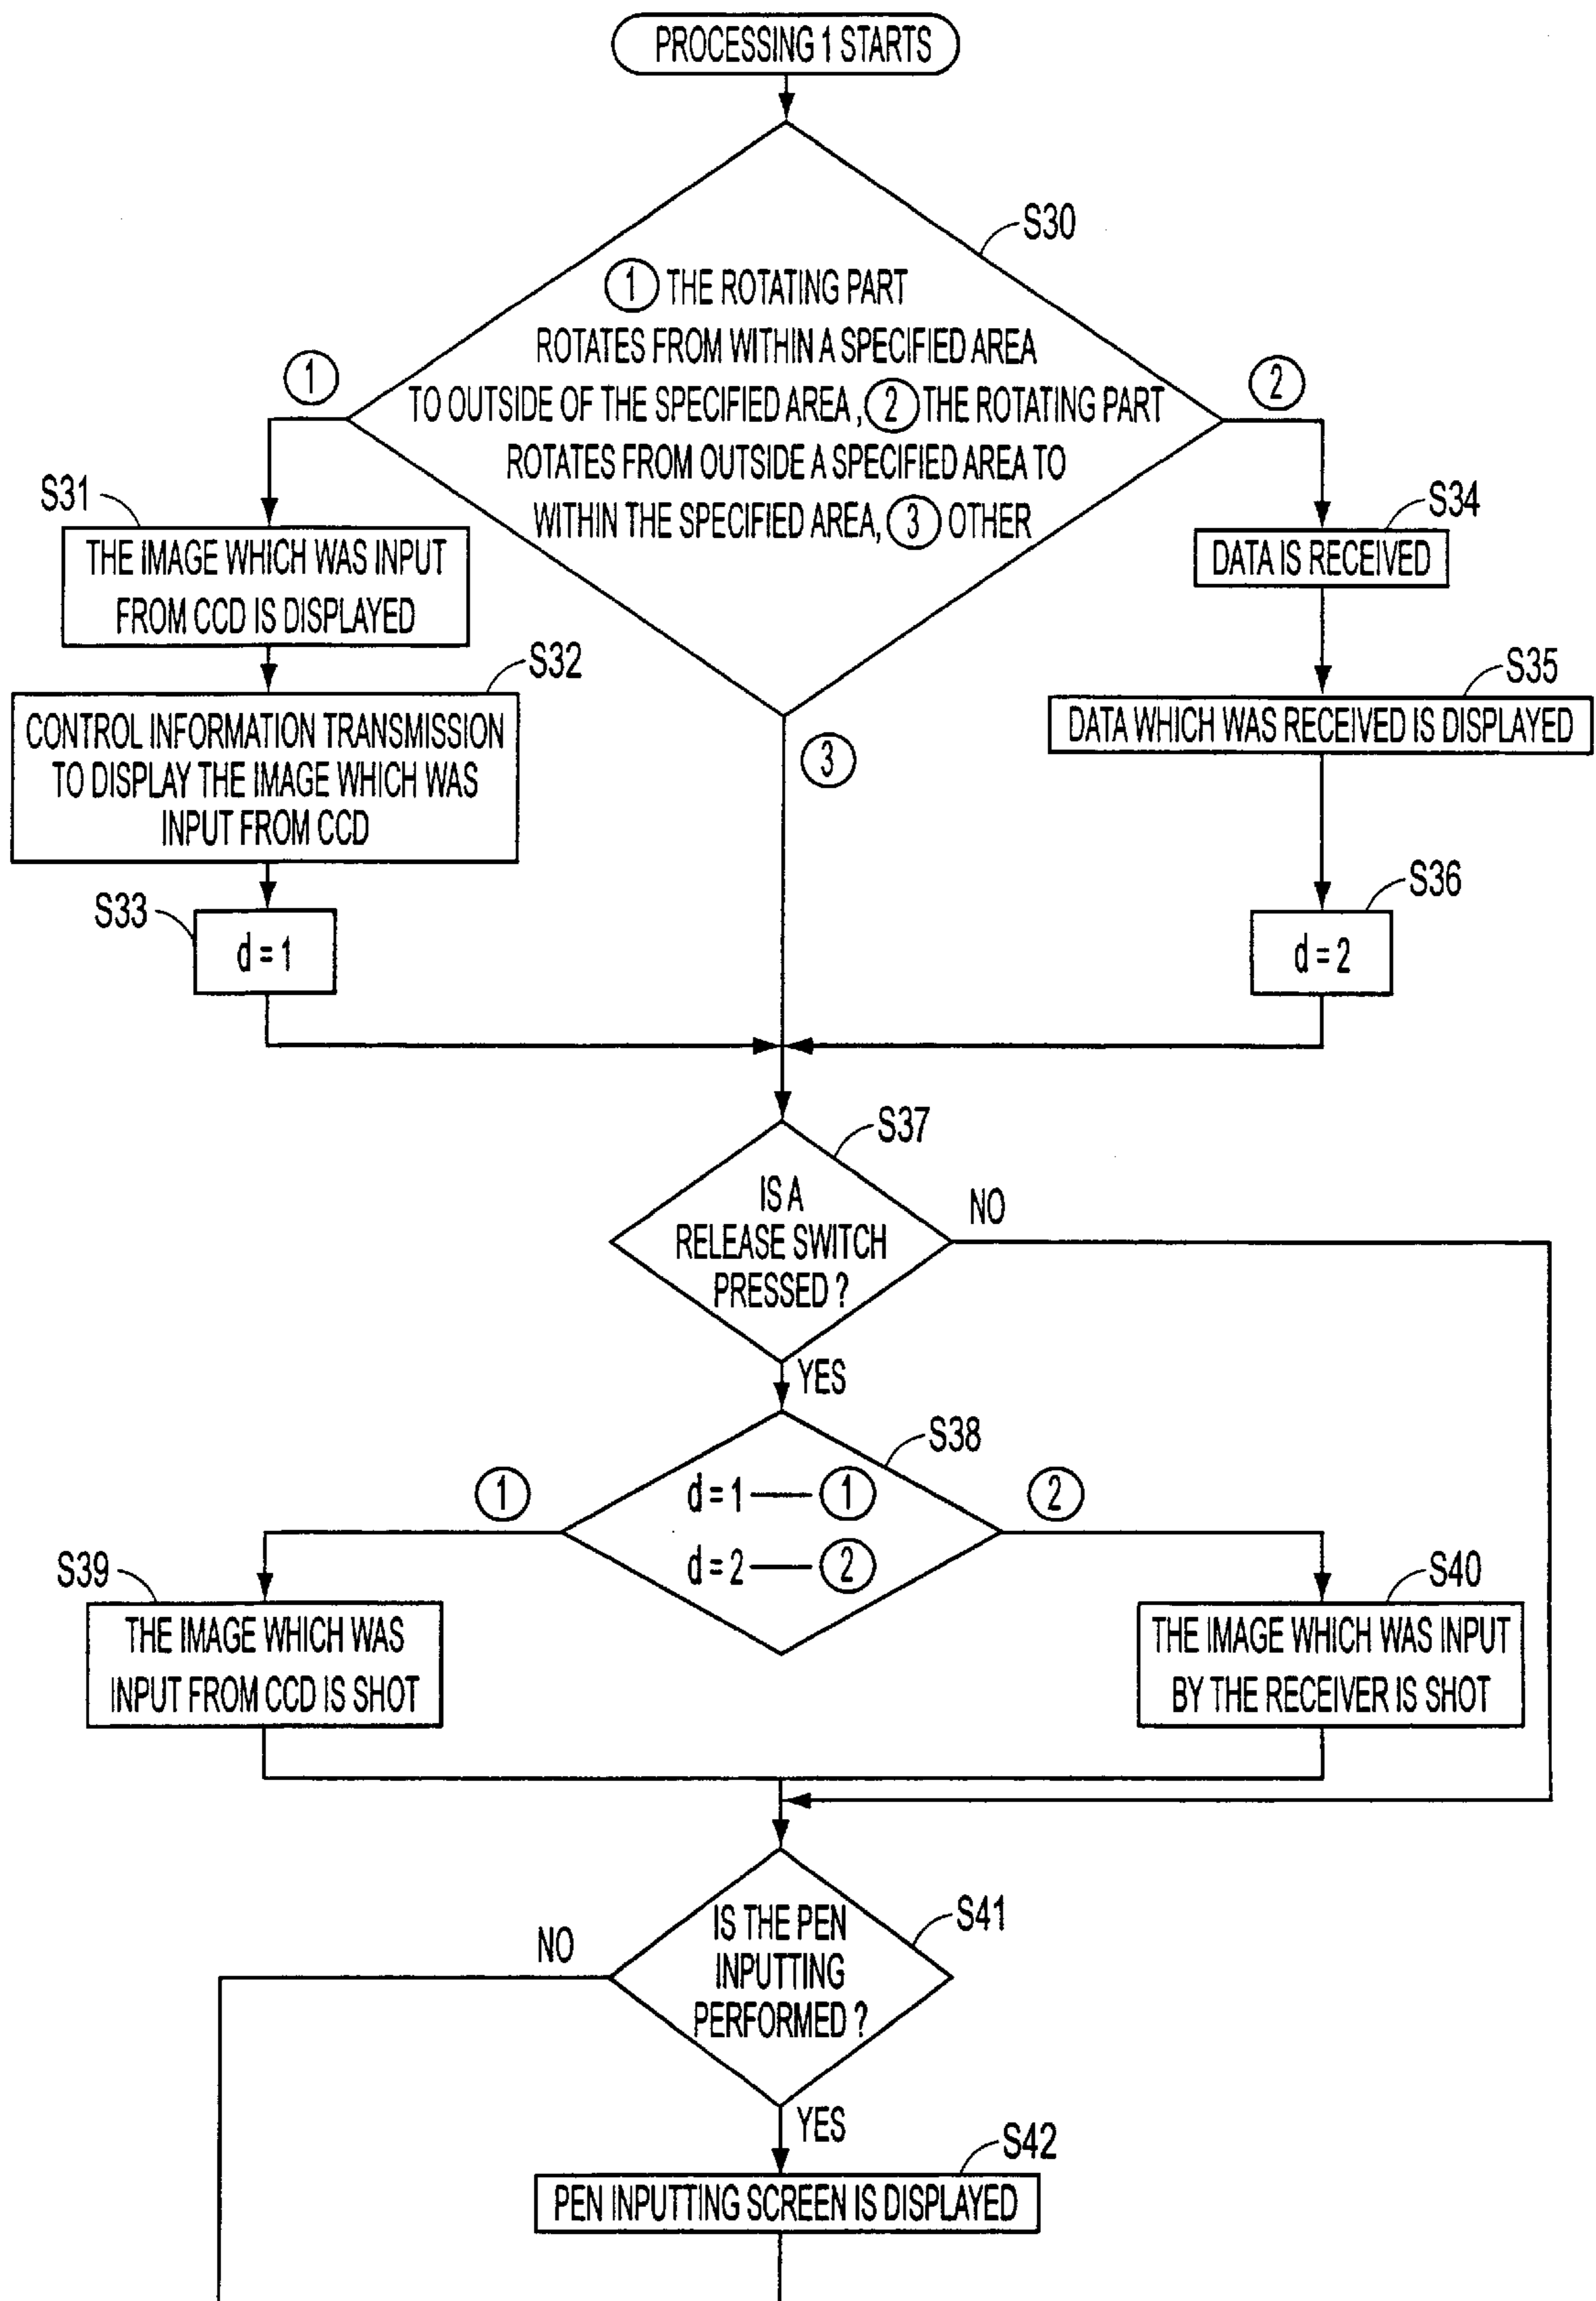 PROCESSING 1 STARTS
S30
① THE ROTATING PART
ROTATES FROM WITHIN A SPECIFIED AREA
TO OUTSIDE OF THE SPECIFIED AREA, ② THE ROTATING PART
ROTATES FROM OUTSIDE A SPECIFIED AREA TO
WITHIN THE SPECIFIED AREA, ③ OTHER
①
②
③
S31
THE IMAGE WHICH WAS INPUT
FROM CCD IS DISPLAYED
S32
CONTROL INFORMATION TRANSMISSION
TO DISPLAY THE IMAGE WHICH WAS
INPUT FROM CCD
S33
d = 1
S34
DATA IS RECEIVED
S35
DATA WHICH WAS RECEIVED IS DISPLAYED
S36
d = 2
S37
IS A
RELEASE SWITCH
PRESSED ?
NO
YES
S38
d = 1 — ①
d = 2 — ②
①
②
S39
THE IMAGE WHICH WAS
INPUT FROM CCD IS SHOT
S40
THE IMAGE WHICH WAS INPUT
BY THE RECEIVER IS SHOT
S41
IS THE PEN
INPUTTING
PERFORMED ?
NO
YES
S42
PEN INPUTTING SCREEN IS DISPLAYED